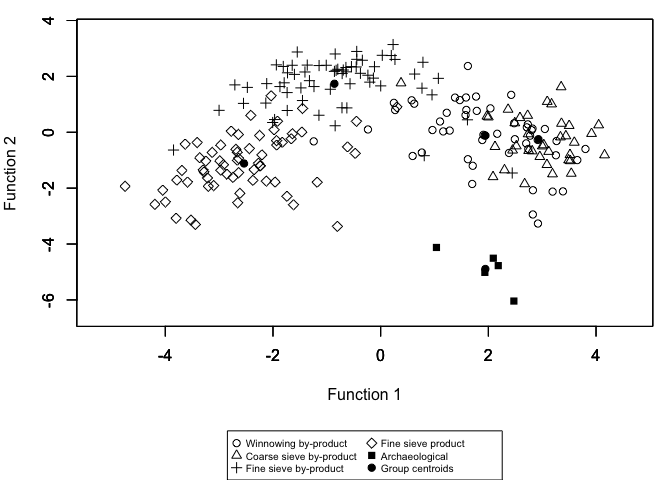 4
2
0
-2
-4
-6
Function 2
-4 -2 0 2 4
Function 1
Winnowing by-product Fine sieve product
Coarse sieve by-product Archaeological
Fine sieve by-product Group centroids